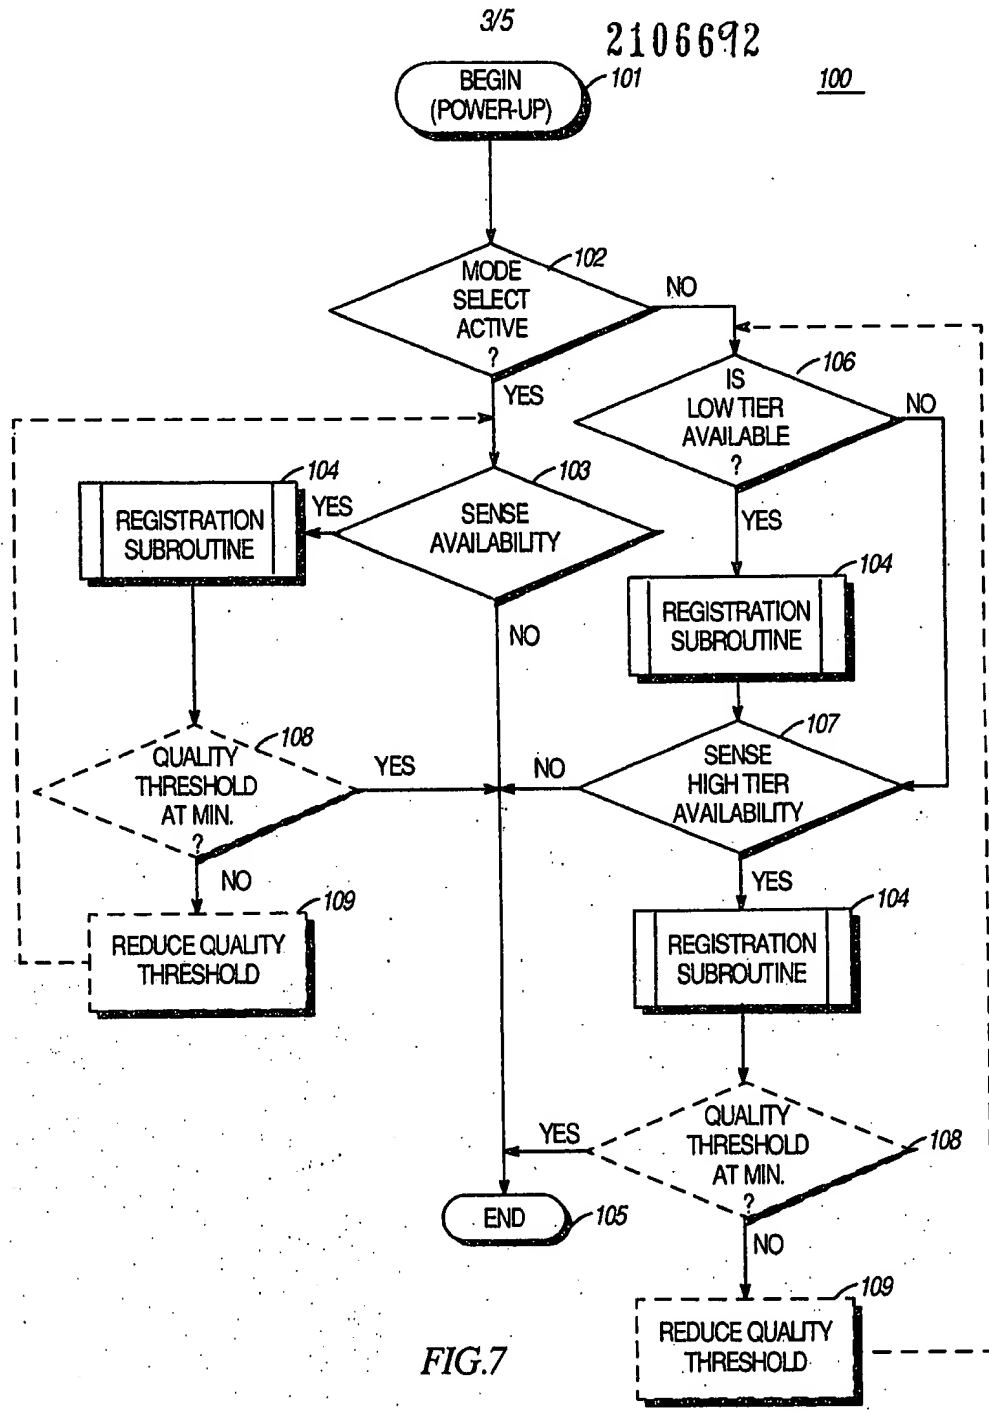 3/5
2106692
BEGIN
(POWER-UP)
101
100
MODE
SELECT
ACTIVE
?
102
NO
YES
IS
LOW TIER
AVAILABLE
?
106
NO
YES
SENSE
AVAILABILITY
103
YES
NO
REGISTRATION
SUBROUTINE
104
REGISTRATION
SUBROUTINE
104
QUALITY
THRESHOLD
AT MIN.
?
108
YES
NO
SENSE
HIGH TIER
AVAILABILITY
107
NO
YES
REDUCE QUALITY
THRESHOLD
109
REGISTRATION
SUBROUTINE
104
QUALITY
THRESHOLD
AT MIN.
?
108
YES
NO
END
105
REDUCE QUALITY
THRESHOLD
109
FIG.7